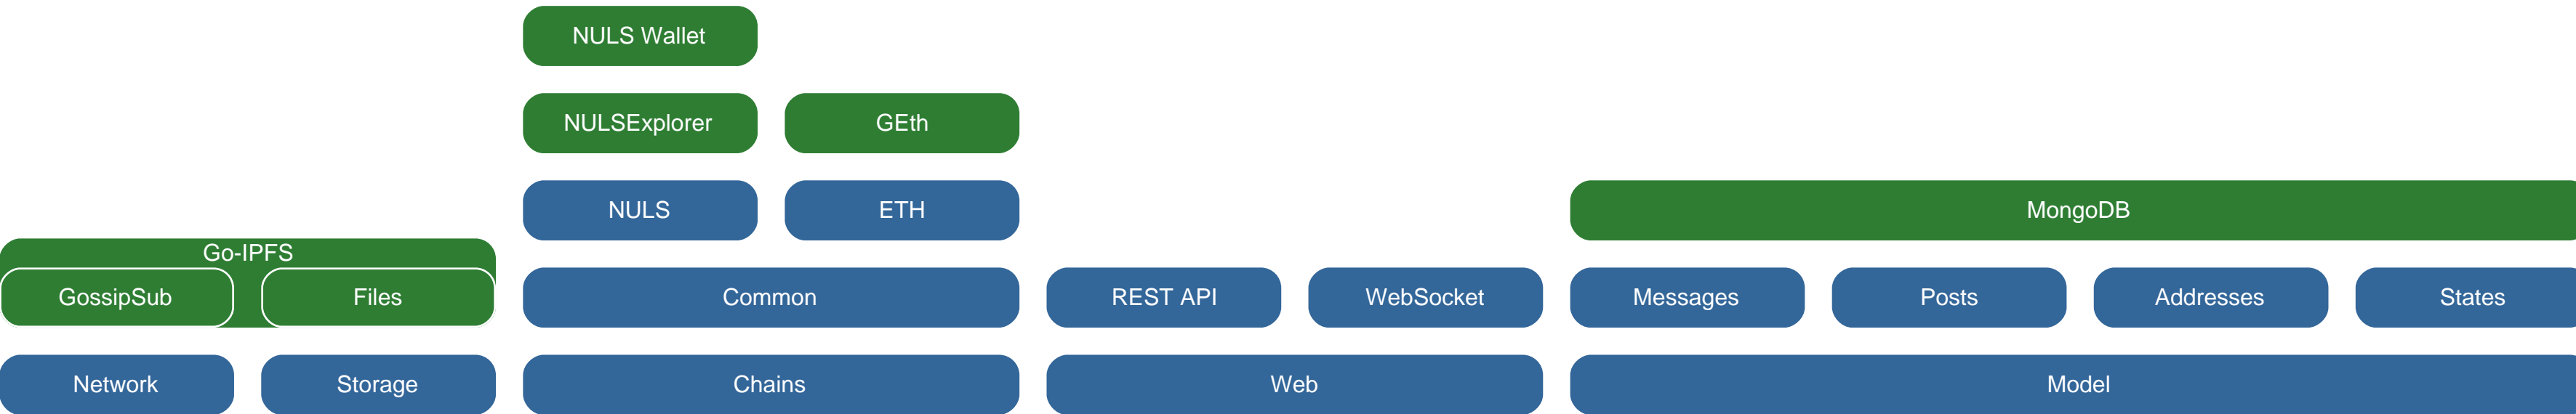 NULS Wallet
NULSExplorer GEth
NULS ETH MongoDB
Go-IPFS
GossipSub Files Common REST API WebSocket Messages Posts Addresses States
Network Storage Chains Web Model